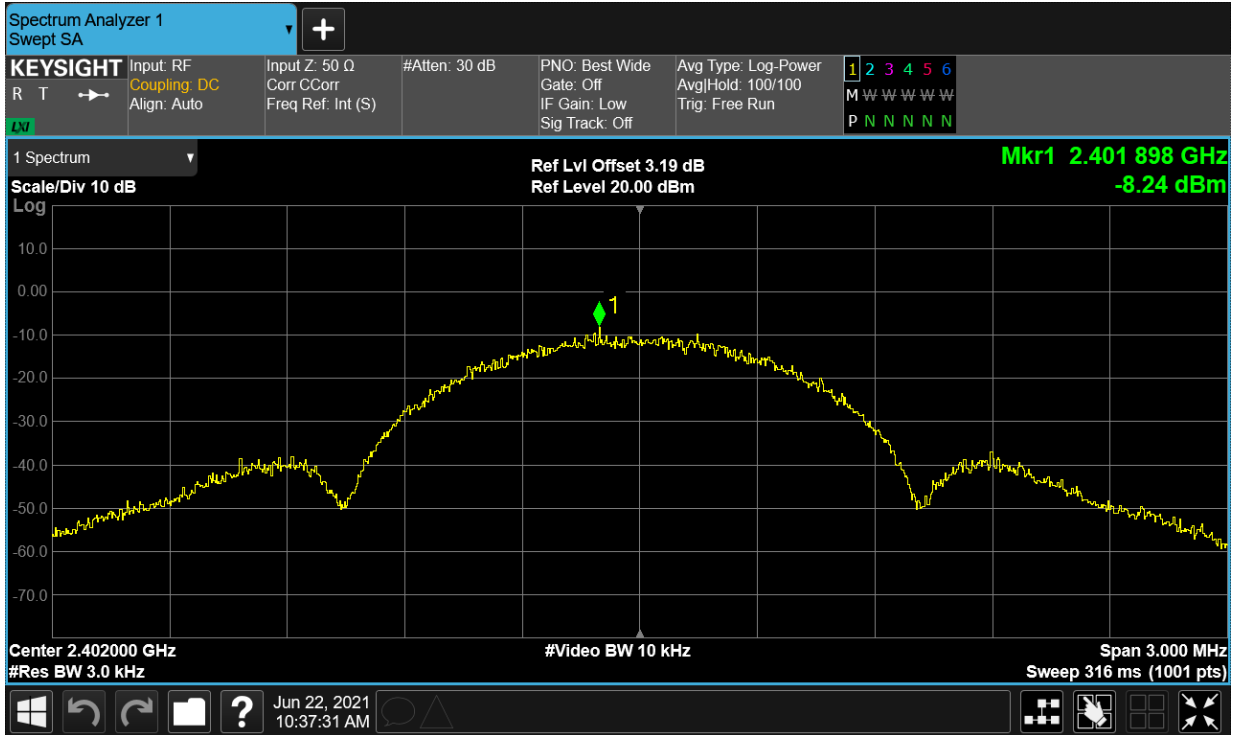 Spectrum Analyzer 1
Swept SA
KEYSIGHT
R T
LXI
Input: RF
Coupling: DC
Align: Auto
Input Z: 50 Ω
Corr CCorr
Freq Ref: Int (S)
#Atten: 30 dB
PNO: Best Wide
Gate: Off
IF Gain: Low
Sig Track: Off
Avg Type: Log-Power
Avg|Hold: 100/100
Trig: Free Run
1 2 3 4 5 6
M W W W W W
P N N N N N
1 Spectrum
Scale/Div 10 dB
Log
Ref Lvl Offset 3.19 dB
Ref Level 20.00 dBm
Mkr1 2.401 898 GHz
-8.24 dBm
10.0
0.00
1
-10.0
-20.0
-30.0
-40.0
-50.0
-60.0
-70.0
Center 2.402000 GHz
#Res BW 3.0 kHz
#Video BW 10 kHz
Span 3.000 MHz
Sweep 316 ms (1001 pts)
?
Jun 22, 2021
10:37:31 AM